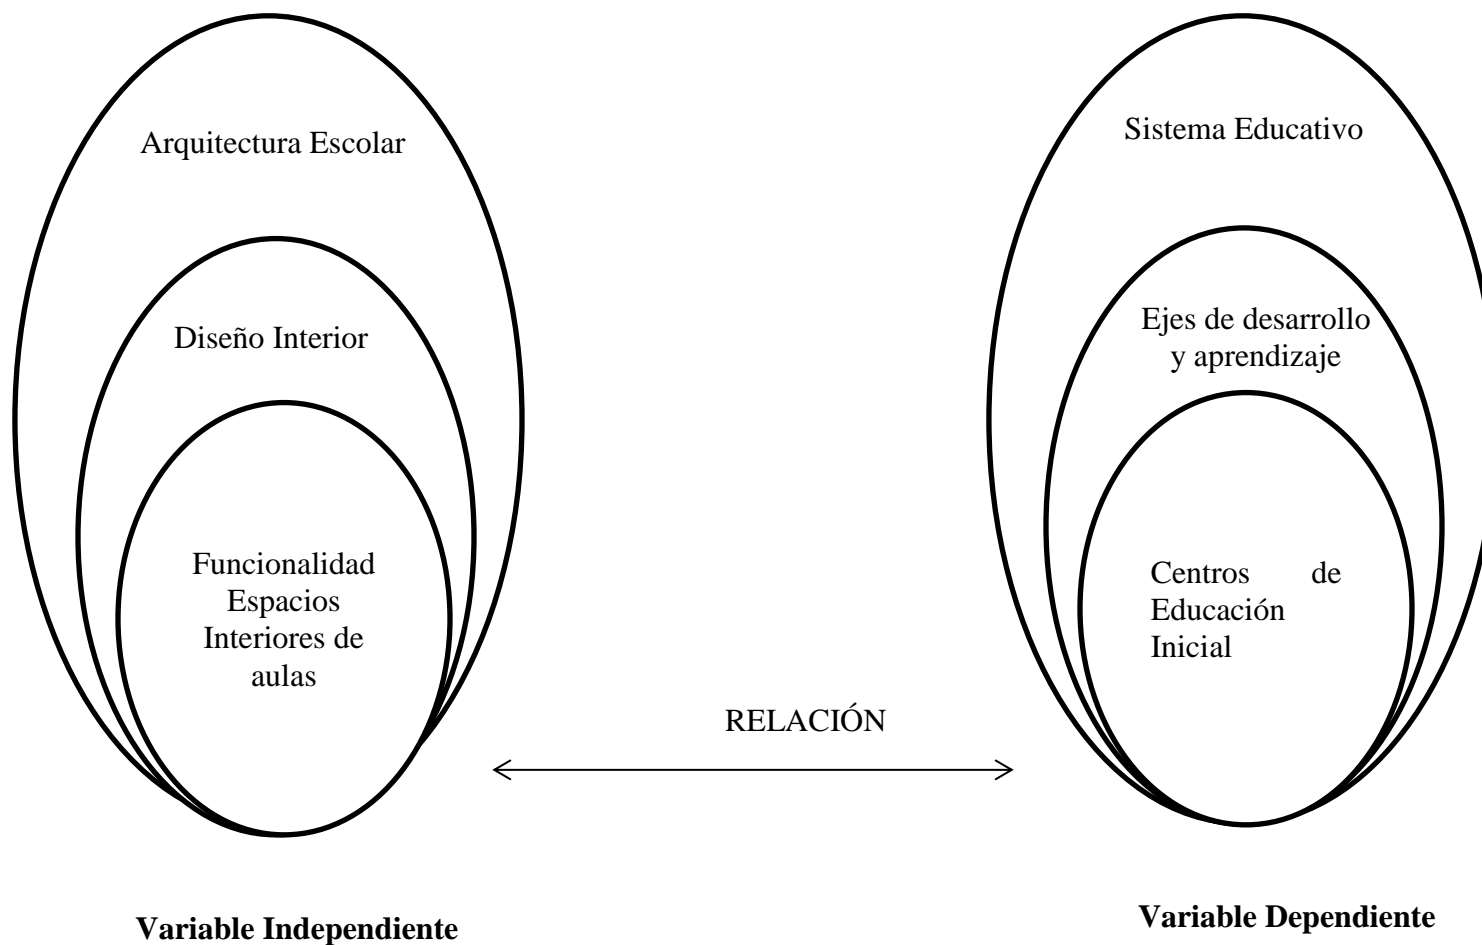 Arquitectura Escolar
Diseño Interior
Funcionalidad
Espacios
Interiores de
aulas
RELACIÓN
Sistema Educativo
Ejes de desarrollo
y aprendizaje
Centros de
Educación
Inicial
Variable Independiente
Variable Dependiente